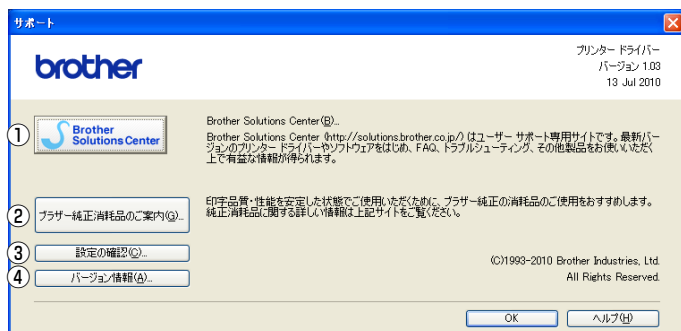 サポート
brother
プリンター ドライバー
バージョン 1.03
13 Jul 2010
① Brother
Solutions Center
Brother Solutions Center(B)...
Brother Solutions Center (http://solutions.brother.co.jp/) はユーザー サポート専用サイトです。最新バー
ジョンのプリンター ドライバーやソフトウェアをはじめ、FAQ、トラブルシューティング、その他製品をお使いいただく
上で有益な情報が得られます。
② ブラザー純正消耗品のご案内(G)...
印字品質・性能を安定した状態でご使用いただくために、ブラザー純正の消耗品のご使用をおすすめします。
純正消耗品に関する詳しい情報は上記サイトをご覧ください。
③ 設定の確認(C)...
④ バージョン情報(A)...
(C)1993-2010 Brother Industries, Ltd.
All Rights Reserved.
OK
ヘルプ(H)